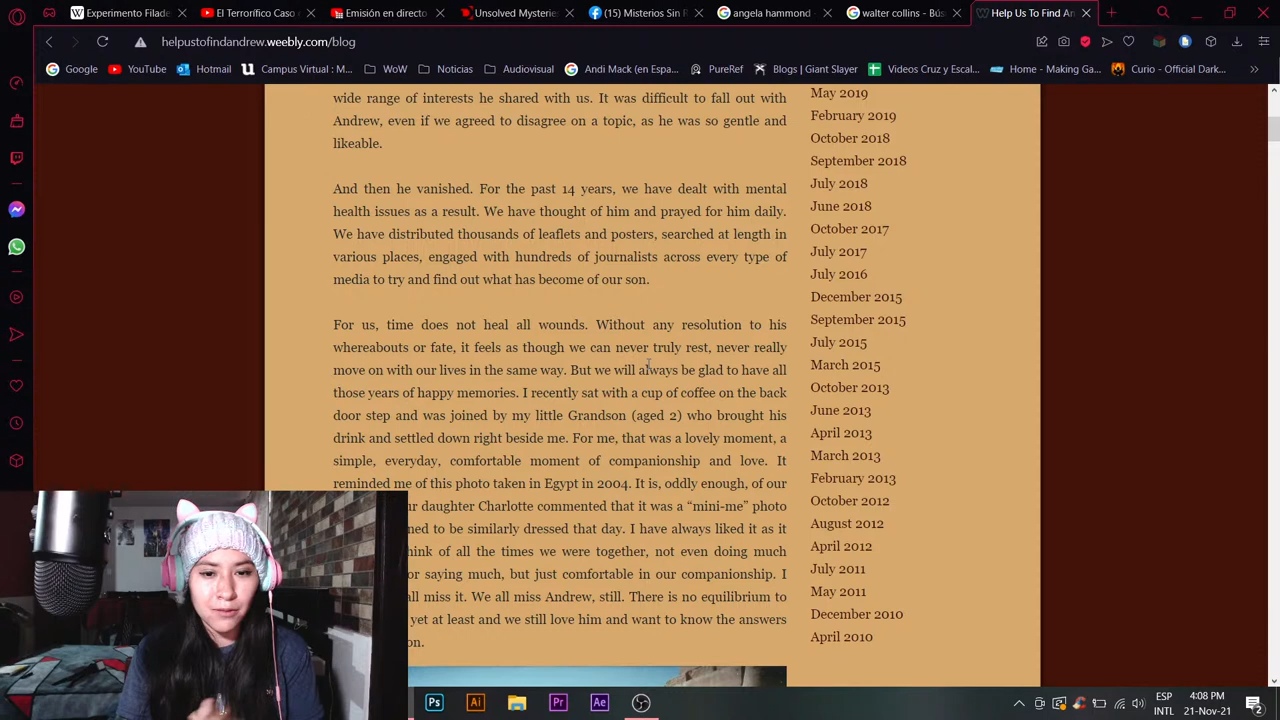 Experimento Filade
El Terrorífico Caso
Emisión en directo
Unsolved Mysterie
(15) Misterios Sin R
angela hammond -
walter collins - Bús
Help Us To Find An
helpustofindandrew.weebly.com/blog
Google
YouTube
Hotmail
Campus Virtual : M...
WoW
Noticias
Audiovisual
Andi Mack (en Espa...
PureRef
Blogs | Giant Slayer
Videos Cruz y Escal...
Home - Making Ga...
Curio - Official Dark...
wide range of interests he shared with us. It was difficult to fall out with
Andrew, even if we agreed to disagree on a topic, as he was so gentle and
likeable.
And then he vanished. For the past 14 years, we have dealt with mental
health issues as a result. We have thought of him and prayed for him daily.
We have distributed thousands of leaflets and posters, searched at length in
various places, engaged with hundreds of journalists across every type of
media to try and find out what has become of our son.
For us, time does not heal all wounds. Without any resolution to his
whereabouts or fate, it feels as though we can never truly rest, never really
move on with our lives in the same way. But we will always be glad to have all
those years of happy memories. I recently sat with a cup of coffee on the back
door step and was joined by my little Grandson (aged 2) who brought his
drink and settled down right beside me. For me, that was a lovely moment, a
simple, everyday, comfortable moment of companionship and love. It
reminded me of this photo taken in Egypt in 2004. It is, oddly enough, of our
ur daughter Charlotte commented that it was a “mini-me” photo
ned to be similarly dressed that day. I have always liked it as it
hink of all the times we were together, not even doing much
or saying much, but just comfortable in our companionship. I
all miss it. We all miss Andrew, still. There is no equilibrium to
yet at least and we still love him and want to know the answers
on.
May 2019
February 2019
October 2018
September 2018
July 2018
June 2018
October 2017
July 2017
July 2016
December 2015
September 2015
July 2015
March 2015
October 2013
June 2013
April 2013
March 2013
February 2013
October 2012
August 2012
April 2012
July 2011
May 2011
December 2010
April 2010
Ps
Ai
Pr
Ae
ESP
INTL
4:08 PM
21-Nov-21
2